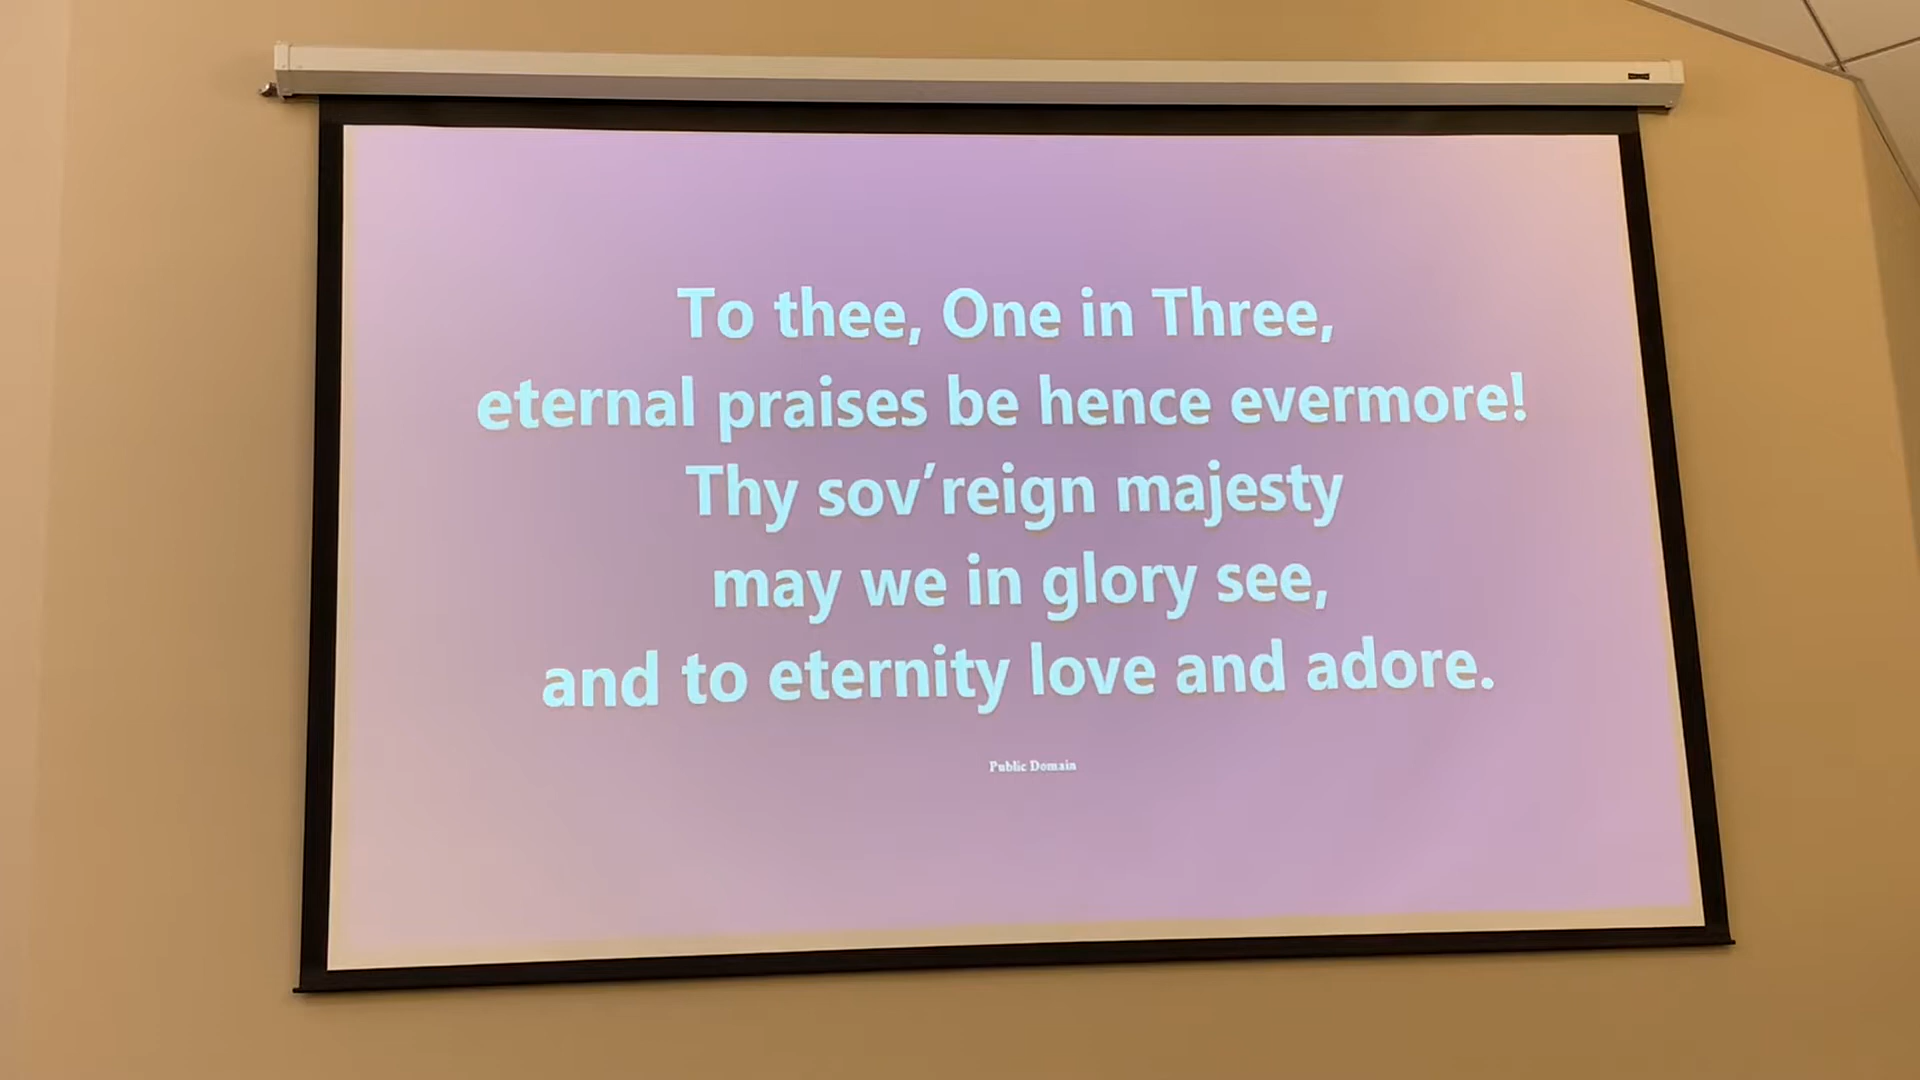 To thee, One in Three,
eternal praises be hence evermore!
Thy sov’reign majesty
may we in glory see,
and to eternity love and adore.
Public Domain